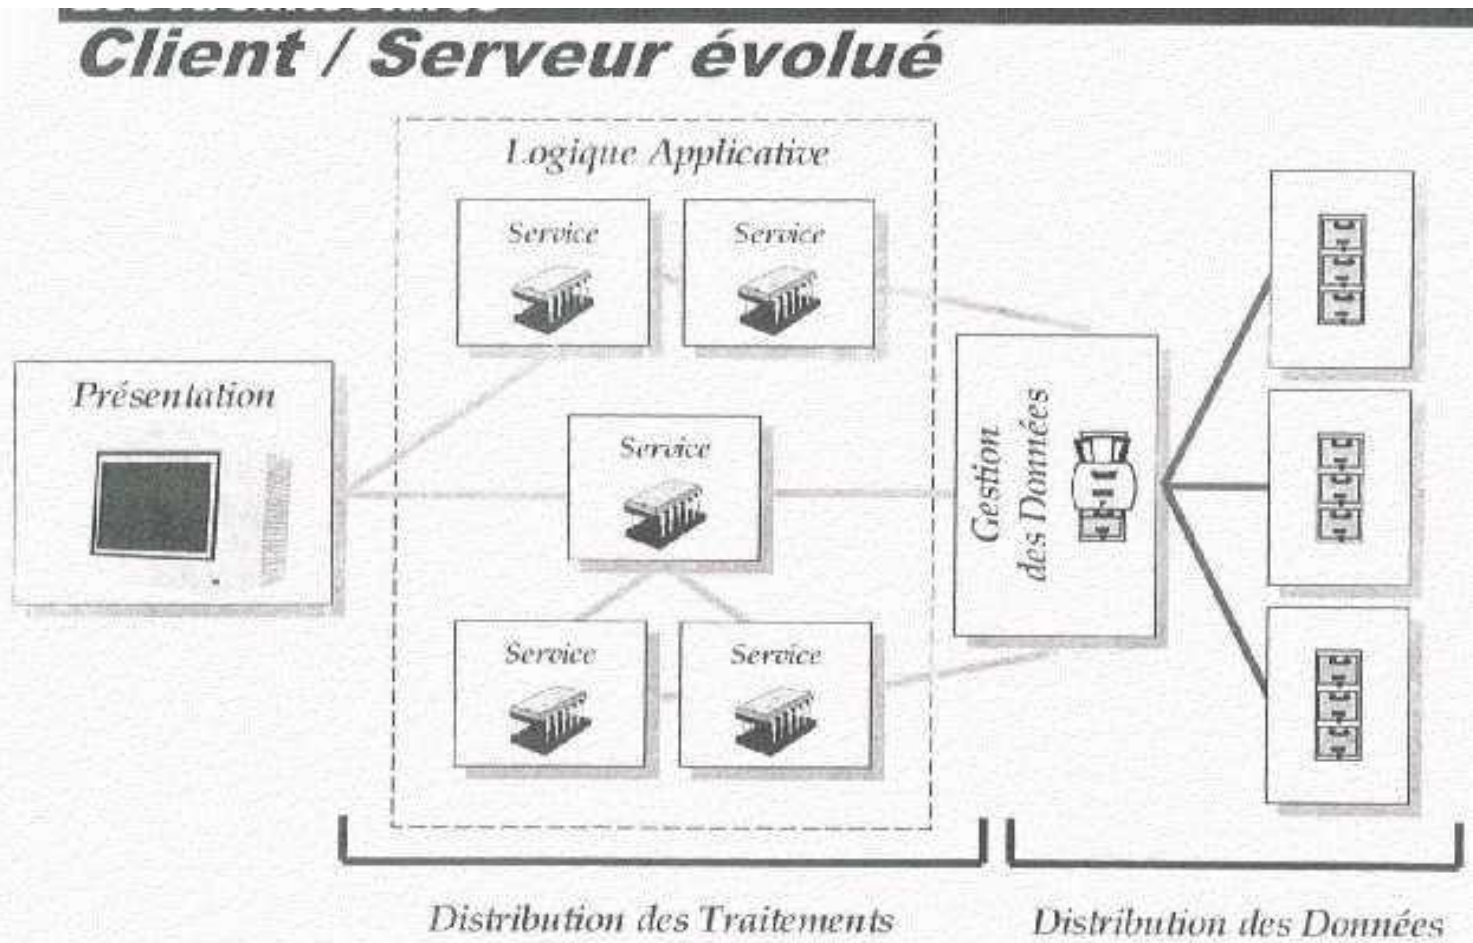 Client / Serveur évolué
Logique Applicative
Service
Service
Présentation
Service
Gestion
des Données
Service
Service
Distribution des Traitements
Distribution des Données